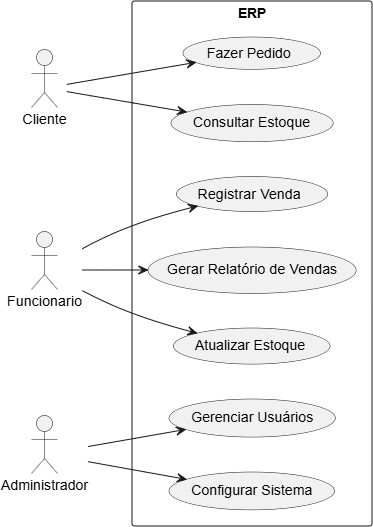 ERP
Fazer Pedido
Cliente
Consultar Estoque
Registrar Venda
Gerar Relatório de Vendas
Funcionario
Atualizar Estoque
Gerenciar Usuários
Administrador
Configurar Sistema